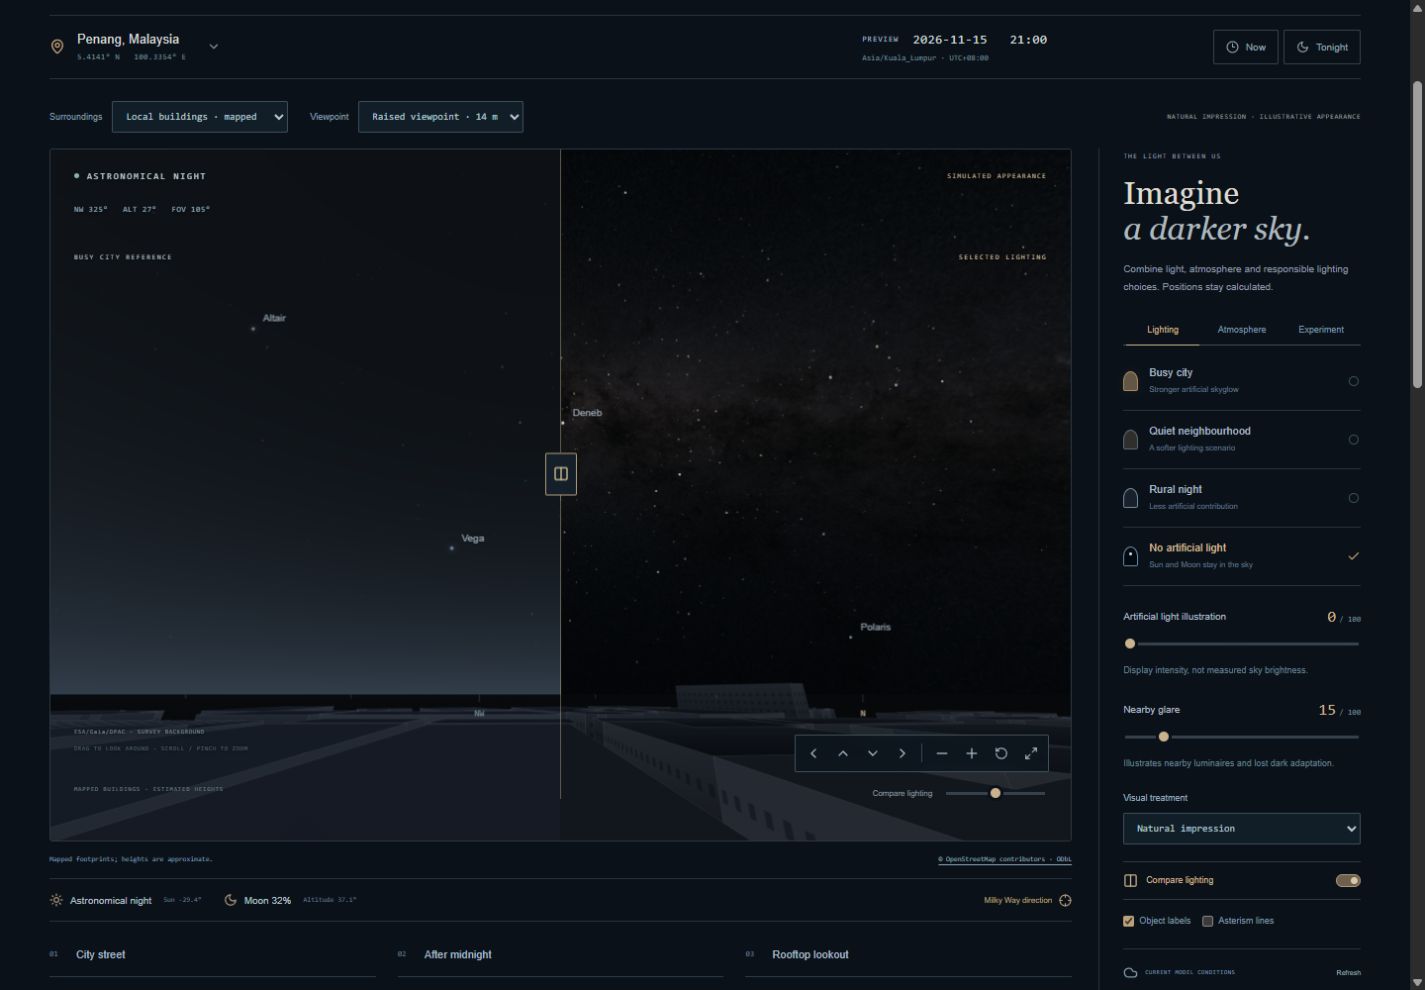 Penang, Malaysia
5.4141° N 100.3354° E
PREVIEW 2026-11-15 21:00
Asia/Kuala_Lumpur · UTC+08:00
Now
Tonight
Surroundings
Local buildings · mapped
Viewpoint
Raised viewpoint · 14 m
NATURAL IMPRESSION · ILLUSTRATIVE APPEARANCE
ASTRONOMICAL NIGHT
SIMULATED APPEARANCE
NW 325° ALT 27° FOV 105°
BUSY CITY REFERENCE
SELECTED LIGHTING
Altair
Deneb
Vega
Polaris
NW
N
ESA/Gaia/DPAC · SURVEY BACKGROUND
DRAG TO LOOK AROUND · SCROLL / PINCH TO ZOOM
MAPPED BUILDINGS · ESTIMATED HEIGHTS
Compare lighting
Mapped footprints; heights are approximate.
© OpenStreetMap contributors · ODbL
Astronomical night Sun -29.4°
Moon 32% Altitude 37.1°
Milky Way direction
01 City street
02 After midnight
03 Rooftop lookout
THE LIGHT BETWEEN US
Imagine
a darker sky.
Combine light, atmosphere and responsible lighting
choices. Positions stay calculated.
Lighting
Atmosphere
Experiment
Busy city
Stronger artificial skyglow
Quiet neighbourhood
A softer lighting scenario
Rural night
Less artificial contribution
No artificial light
Sun and Moon stay in the sky
Artificial light illustration 0 / 100
Display intensity, not measured sky brightness.
Nearby glare 15 / 100
Illustrates nearby luminaires and lost dark adaptation.
Visual treatment
Natural impression
Compare lighting
Object labels
Asterism lines
CURRENT MODEL CONDITIONS
Refresh